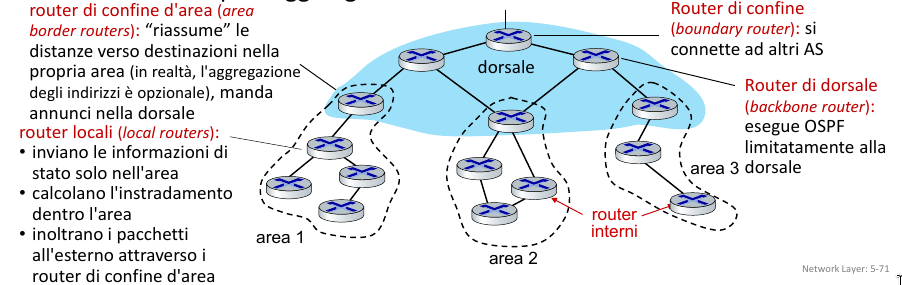 router di confine d'area (area
border routers): “riassume” le
distanze verso destinazioni nella
propria area (in realtà, l'aggregazione
degli indirizzi è opzionale), manda
annunci nella dorsale
router locali (local routers):
• inviano le informazioni di
stato solo nell'area
• calcolano l'instradamento
dentro l'area
• inoltrano i pacchetti
all'esterno attraverso i
router di confine d'area
dorsale
area 1
area 2
area 3
router
interni
Router di confine
(boundary router): si
connette ad altri AS
Router di dorsale
(backbone router):
esegue OSPF
limitatamente alla
dorsale
Network Layer: 5-71